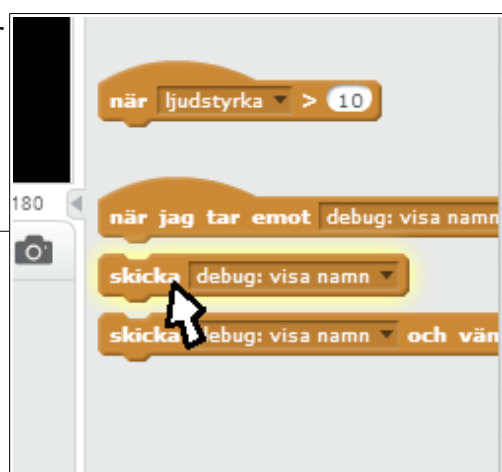 när ljudstyrka > 10
180
när jag tar emot debug: visa namn
skicka debug: visa namn
skicka debug: visa namn och vän